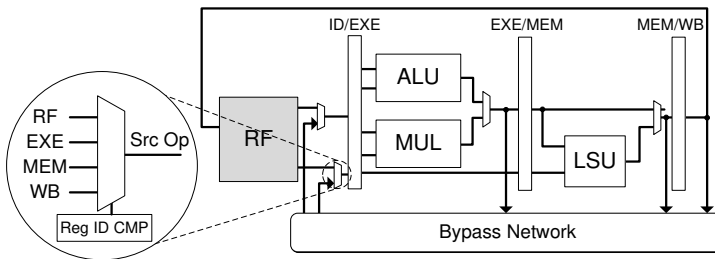 ID/EXE
EXE/MEM
MEM/WB
ALU
MUL
LSU
RF
RF
EXE
MEM
WB
Src Op
Reg ID CMP
Bypass Network